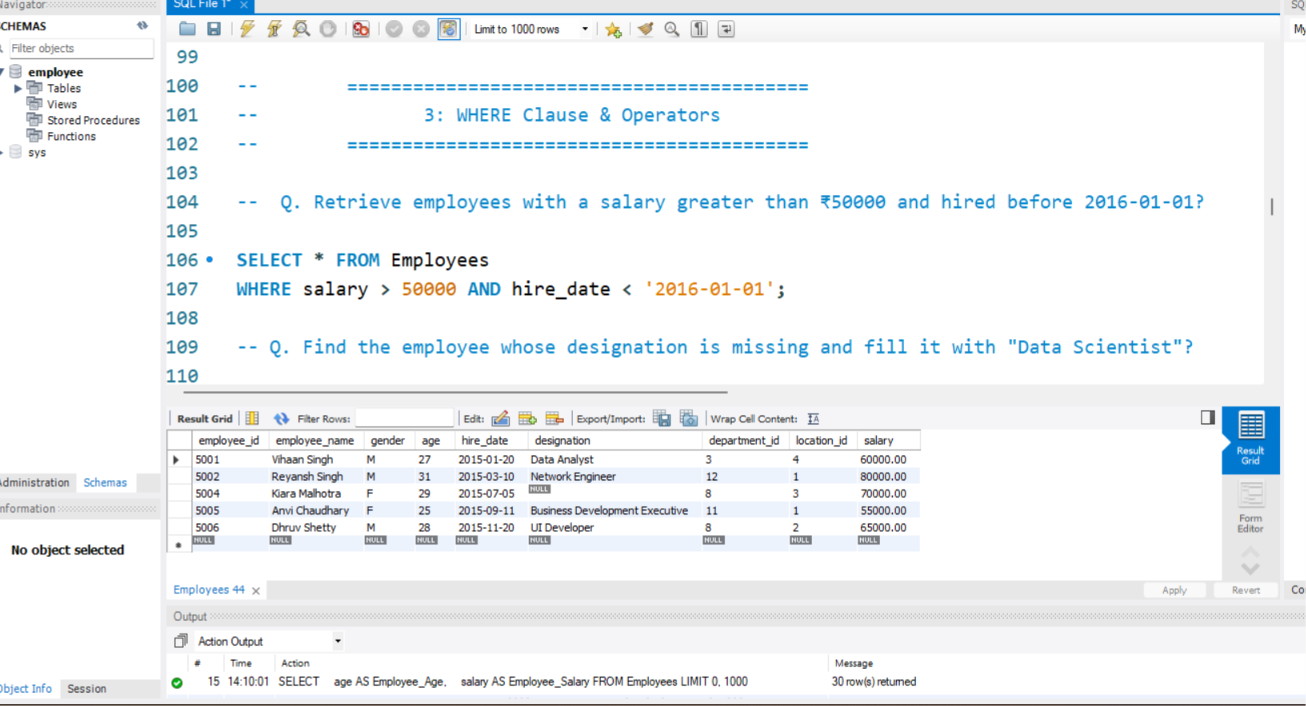 Navigator
SQL File 1*
SCHEMAS
Filter objects
employee
Tables
Views
Stored Procedures
Functions
sys
Administration Schemas
Information
No object selected
Object Info Session
Limit to 1000 rows
99
100 -- ==========================================
101 -- 3: WHERE Clause & Operators
102 -- ==========================================
103
104 -- Q. Retrieve employees with a salary greater than ₹50000 and hired before 2016-01-01?
105
106 SELECT * FROM Employees
107 WHERE salary > 50000 AND hire_date < '2016-01-01';
108
109 -- Q. Find the employee whose designation is missing and fill it with "Data Scientist"?
110
Result Grid Filter Rows: Edit: Export/Import: Wrap Cell Content:
employee_id employee_name gender age hire_date designation department_id location_id salary
5001 Vihaan Singh M 27 2015-01-20 Data Analyst 3 4 60000.00
5002 Reyansh Singh M 31 2015-03-10 Network Engineer 12 1 80000.00
5004 Kiara Malhotra F 29 2015-07-05 NULL 8 3 70000.00
5005 Anvi Chaudhary F 25 2015-09-11 Business Development Executive 11 1 55000.00
5006 Dhruv Shetty M 28 2015-11-20 UI Developer 8 2 65000.00
NULL NULL NULL NULL NULL NULL NULL NULL NULL
Result
Grid
Form
Editor
Employees 44
Apply Revert
Output
Action Output
# Time Action Message
15 14:10:01 SELECT age AS Employee_Age, salary AS Employee_Salary FROM Employees LIMIT 0, 1000 30 row(s) returned